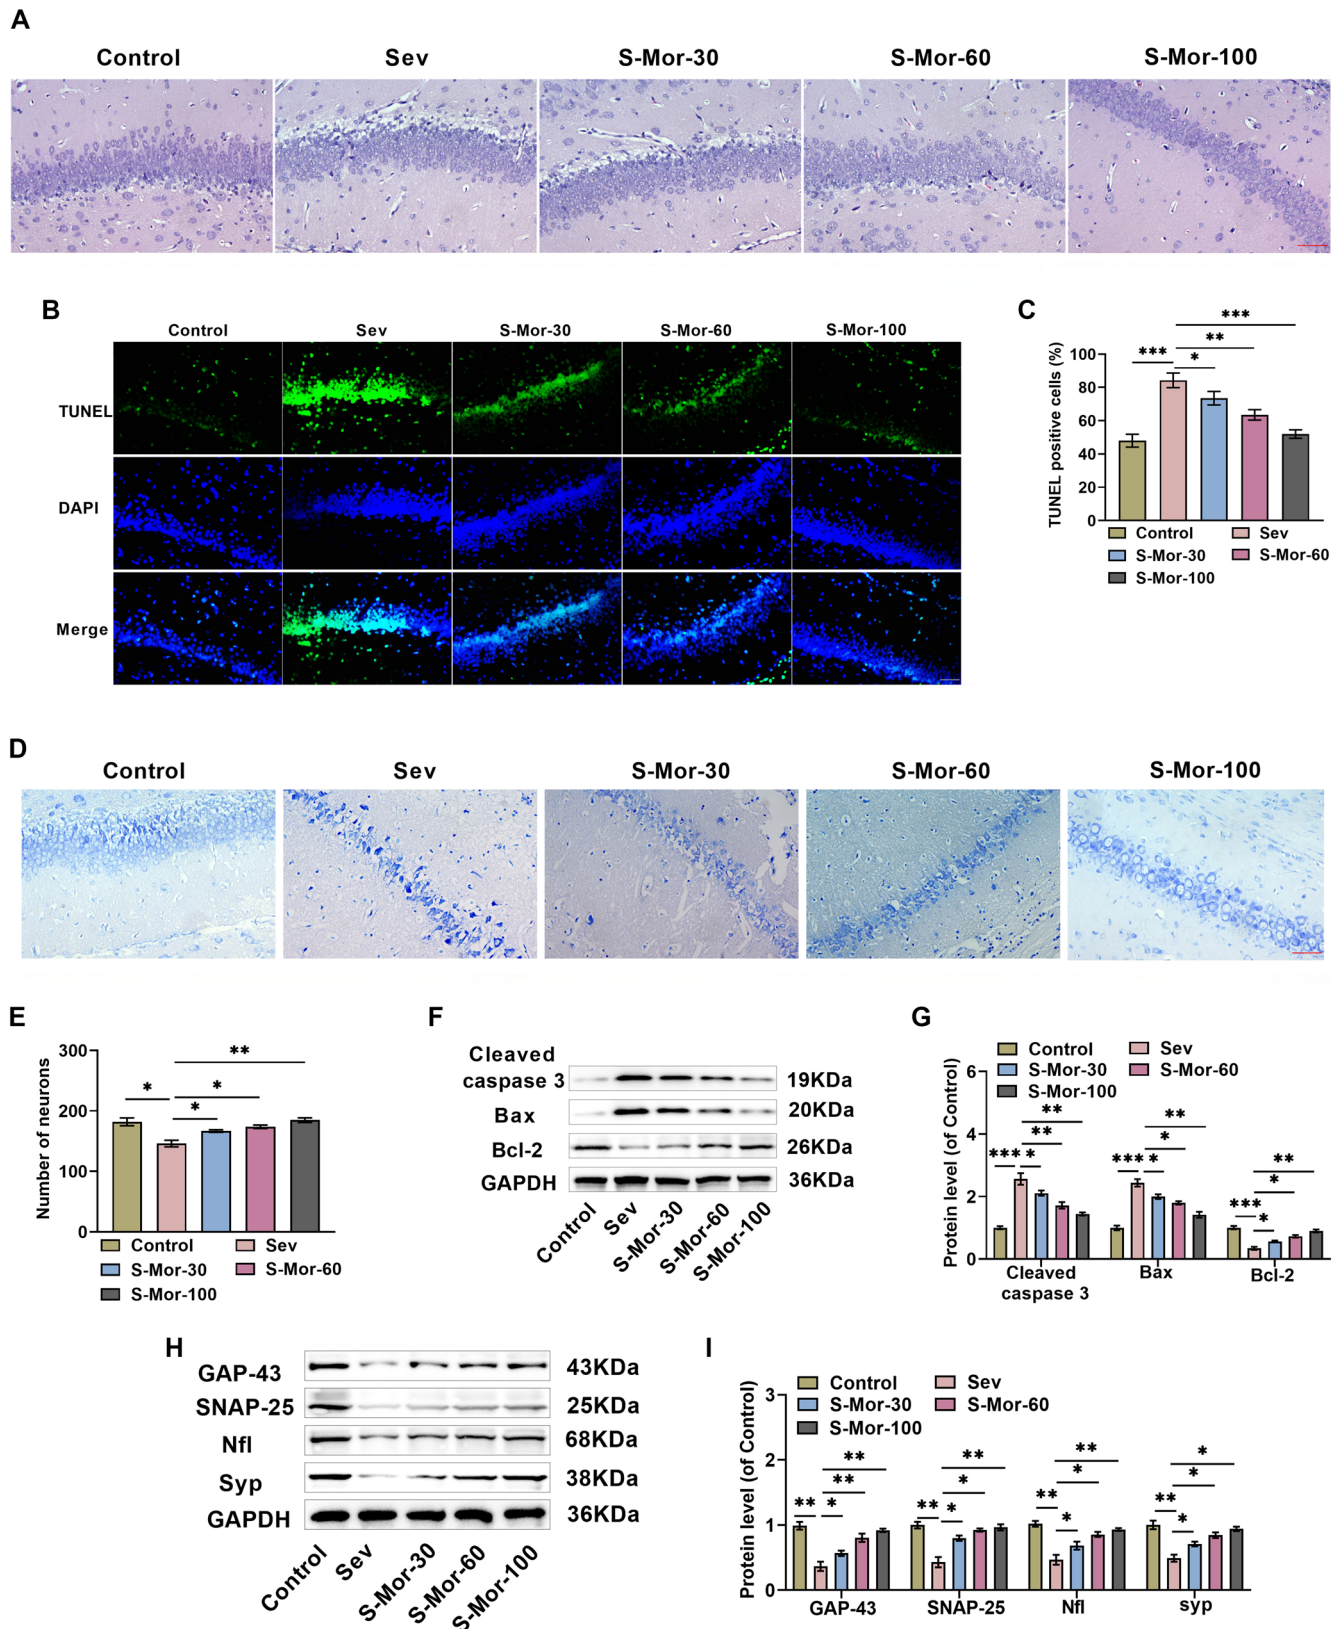 A
Control Sev S-Mor-30 S-Mor-60 S-Mor-100
B
Control Sev S-Mor-30 S-Mor-60 S-Mor-100
TUNEL
DAPI
Merge
C
TUNEL positive cells (%)
100
80
60
40
20
0
*** * ** ***
Control Sev
S-Mor-30 S-Mor-60
S-Mor-100
D
Control Sev S-Mor-30 S-Mor-60 S-Mor-100
E
Number of neurons
300
200
100
0
* * * **
Control Sev
S-Mor-30 S-Mor-60
S-Mor-100
F
Cleaved
caspase 3 19KDa
Bax 20KDa
Bcl-2 26KDa
GAPDH 36KDa
Control Sev S-Mor-30 S-Mor-60 S-Mor-100
G
Control Sev
S-Mor-30 S-Mor-60
S-Mor-100
Protein level (of Control)
6
4
2
0
*** * ** **
*** * * **
*** * * **
Cleaved
caspase 3
Bax
Bcl-2
H
GAP-43 43KDa
SNAP-25 25KDa
Nfl 68KDa
Syp 38KDa
GAPDH 36KDa
Control Sev S-Mor-30 S-Mor-60 S-Mor-100
I
Control Sev
S-Mor-30 S-Mor-60
S-Mor-100
Protein level (of Control)
3
2
1
0
** * ** **
** * * **
** * * **
** * * *
GAP-43 SNAP-25 Nfl syp